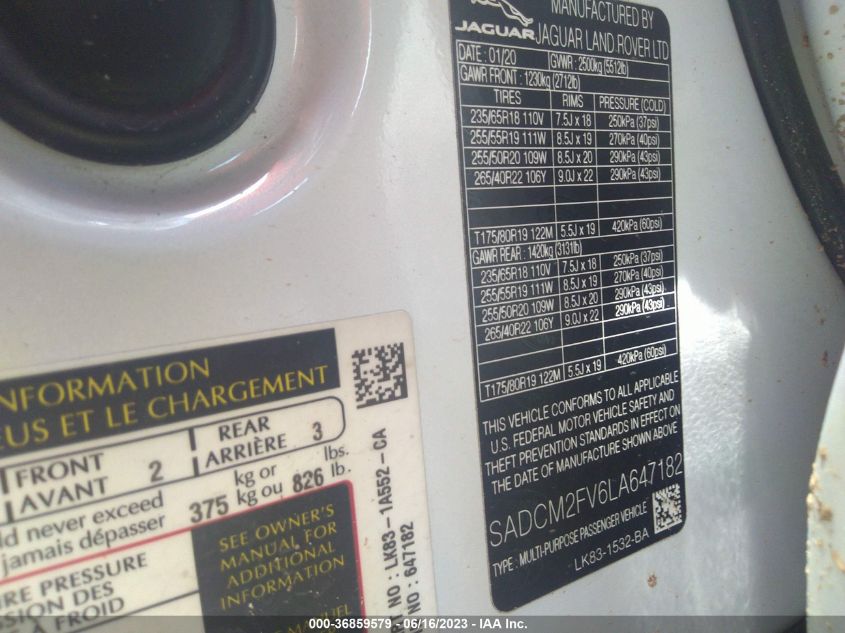 MANUFACTURED BY
JAGUAR JAGUAR LAND ROVER LTD
DATE: 01/20 GVWR: 2500kg (5512lb)
GAWR FRONT: 1230kg (2712lb)
TIRES RIMS PRESSURE (COLD)
235/65R18 110V 7.5J x 18 250kPa (37psi)
255/55R19 111W 8.5J x 19 270kPa (40psi)
255/50R20 109W 8.5J x 20 290kPa (43psi)
265/40R22 106Y 9.0J x 22 290kPa (43psi)
T175/80R19 122M 5.5J x 19 420kPa (60psi)
GAWR REAR: 1420kg (3131lb)
235/65R18 110V 7.5J x 18 250kPa (37psi)
255/55R19 111W 8.5J x 19 270kPa (40psi)
255/50R20 109W 8.5J x 20 290kPa (43psi)
265/40R22 106Y 9.0J x 22 290kPa (43psi)
T175/80R19 122M 5.5J x 19 420kPa (60psi)
THIS VEHICLE CONFORMS TO ALL APPLICABLE
U.S. FEDERAL MOTOR VEHICLE SAFETY AND
THEFT PREVENTION STANDARDS IN EFFECT ON
THE DATE OF MANUFACTURE SHOWN ABOVE
SADCM2FV6LA647182
TYPE: MULTI-PURPOSE PASSENGER VEHICLE
LK83-1532-BA
NFORMATION
EUS ET LE CHARGEMENT
FRONT 2 REAR 3
AVANT ARRIÈRE
ld never exceed 375 kg or 826 lbs.
jamais dépasser kg ou lb.
SEE OWNER'S
MANUAL FOR
ADDITIONAL
INFORMATION
RE PRESSURE
SSION DES
À FROID
MANUEL
NO: LK83-1A552-CA
NO: 647182
000-36859579 - 06/16/2023 - IAA Inc.